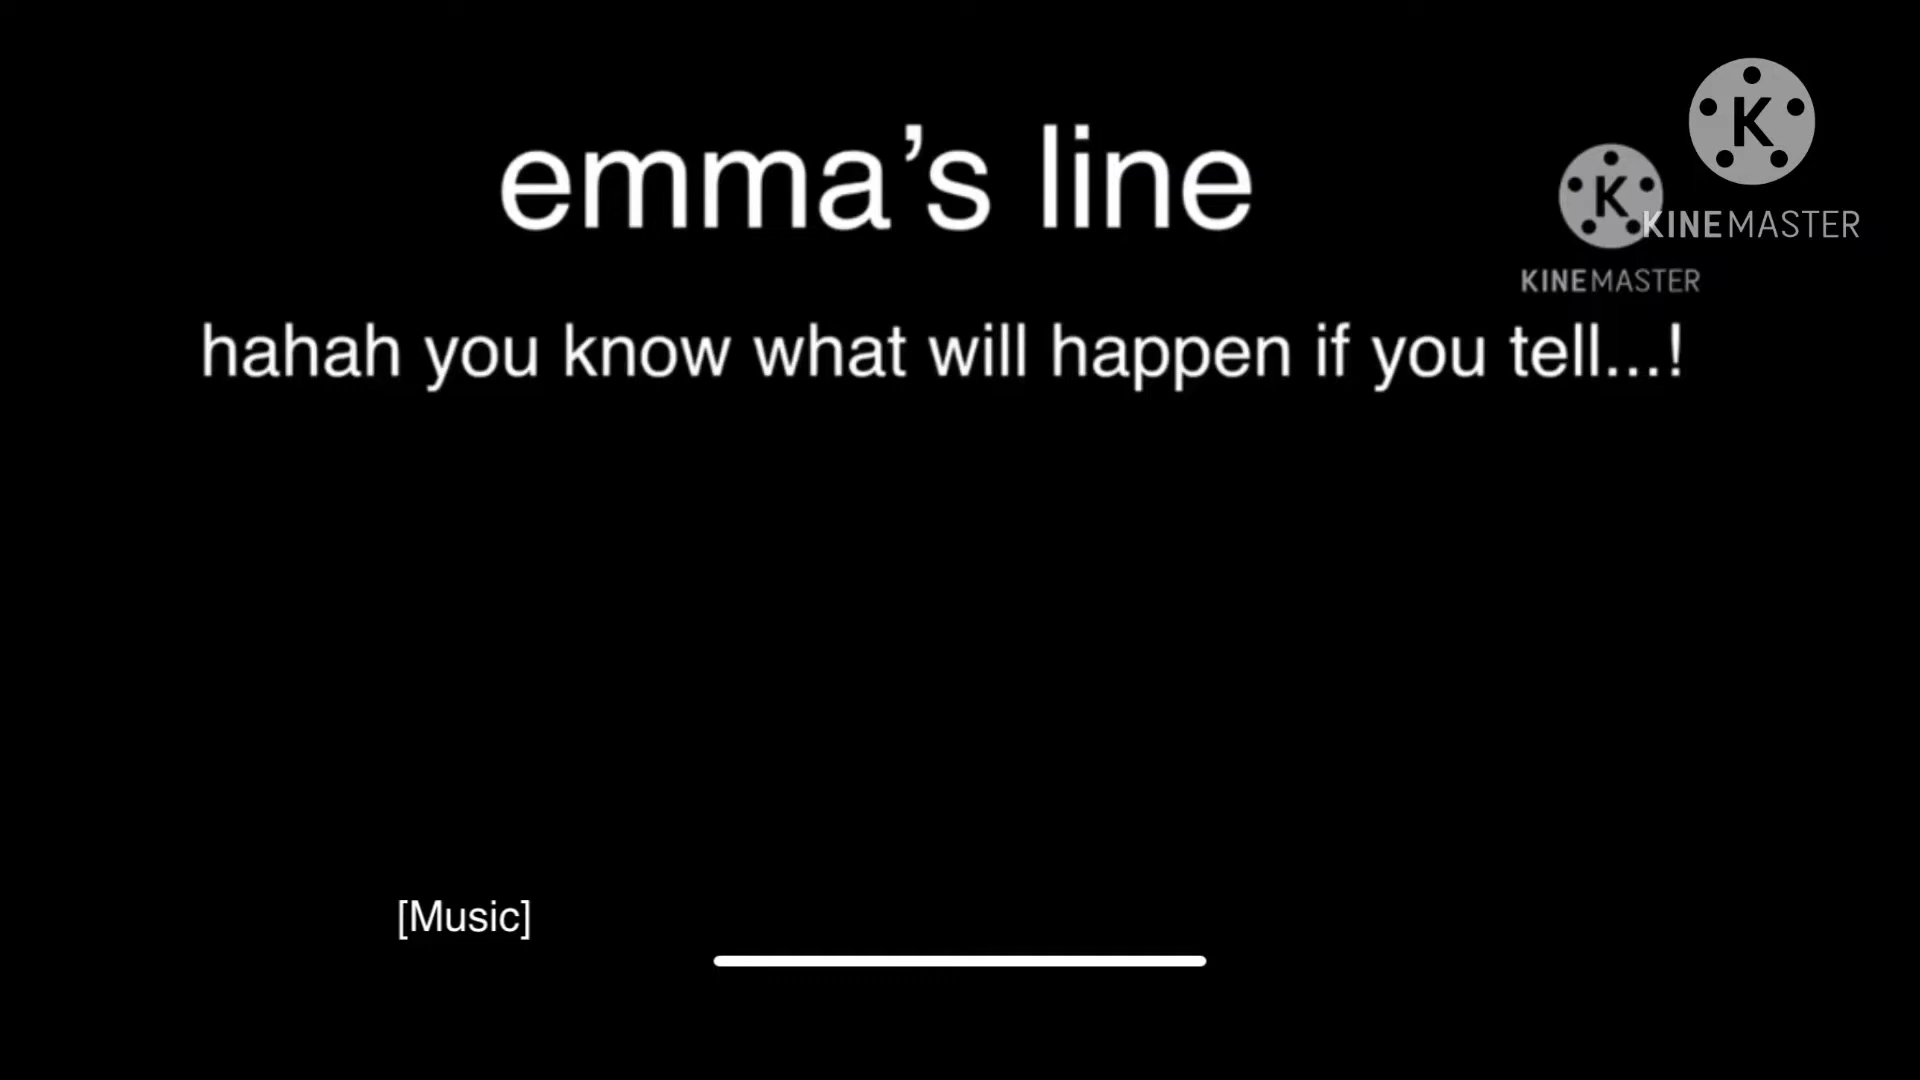 emma’s line
K
K
KINEMASTER
KINEMASTER
hahah you know what will happen if you tell...!
[Music]